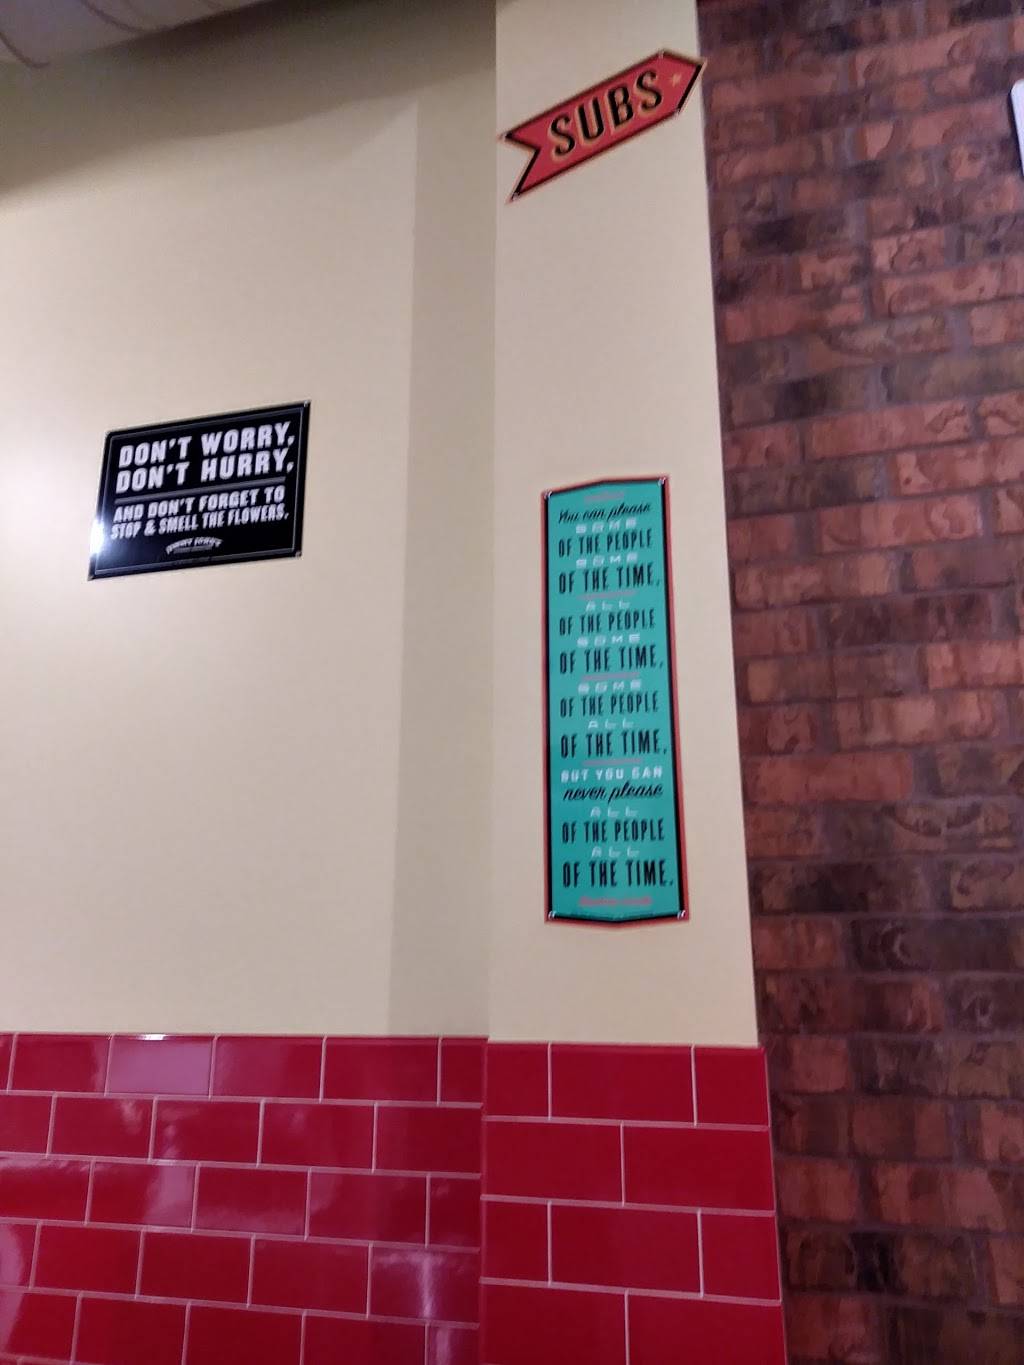 SUBS
DON'T WORRY,
DON'T HURRY,
AND DON'T FORGET TO
STOP & SMELL THE FLOWERS.
JIMMY JOHN'S
You can please
SOME
OF THE PEOPLE
SOME
OF THE TIME,
ALL
OF THE PEOPLE
SOME
OF THE TIME,
SOME
OF THE PEOPLE
ALL
OF THE TIME,
BUT YOU CAN
never please
ALL
OF THE PEOPLE
ALL
OF THE TIME.